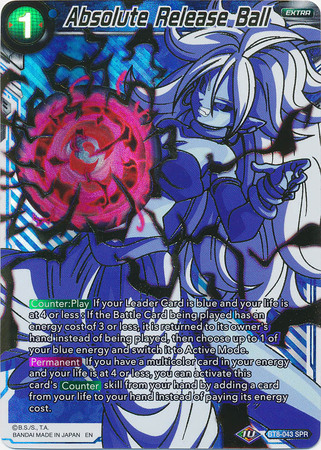 1
Absolute Release Ball
EXTRA
Counter:Play If your Leader Card is blue and your life is
at 4 or less : If the Battle Card being played has an
energy cost of 3 or less, it is returned to its owner's
hand instead of being played, then choose up to 1 of
your blue energy and switch it to Active Mode.
Permanent If you have a multicolor card in your energy
and your life is at 4 or less, you can activate this
card's Counter skill from your hand by adding a card
from your life to your hand instead of paying its energy
cost.
©B.S./S., T.A.
BANDAI MADE IN JAPAN EN
BT8-043 SPR